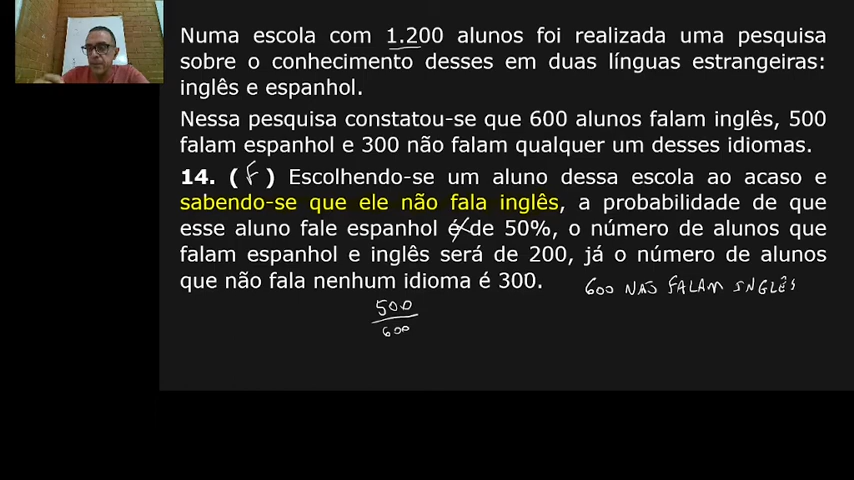 Numa escola com 1.200 alunos foi realizada uma pesquisa
sobre o conhecimento desses em duas línguas estrangeiras:
inglês e espanhol.
Nessa pesquisa constatou-se que 600 alunos falam inglês, 500
falam espanhol e 300 não falam qualquer um desses idiomas.
14. (F) Escolhendo-se um aluno dessa escola ao acaso e
sabendo-se que ele não fala inglês, a probabilidade de que
esse aluno fale espanhol é de 50%, o número de alunos que
falam espanhol e inglês será de 200, já o número de alunos
que não fala nenhum idioma é 300.
600 NÃO FALAM INGLÊS
500
600